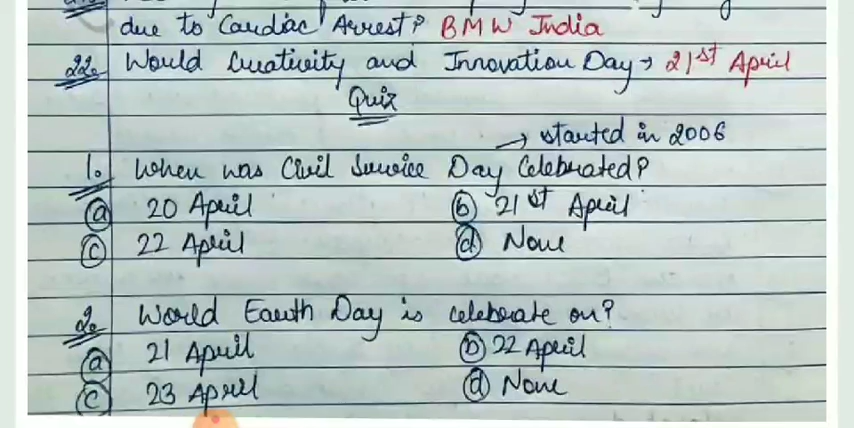 due to Cardiac Arrest? BMW India
22. World Creativity and Innovation Day → 21st April
Quiz
→ started in 2006
1. When was Civil Service Day Celebrated?
(a) 20 April (b) 21st April
(c) 22 April (d) None
2. World Earth Day is celebrate on?
(a) 21 April (b) 22 April
(c) 23 April (d) None